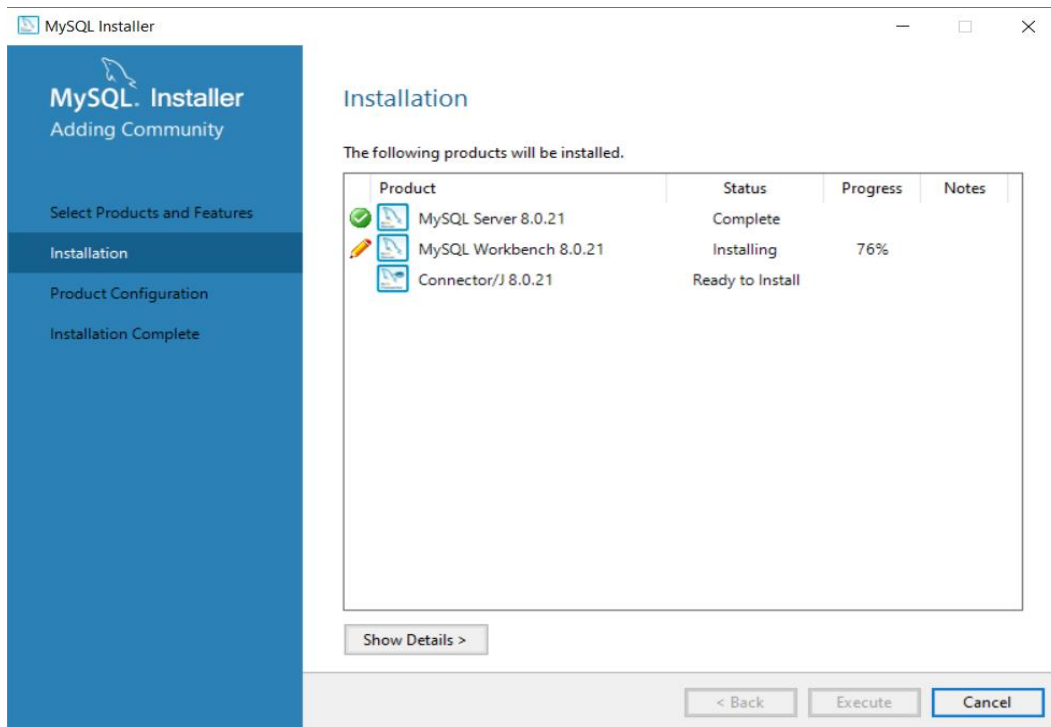 MySQL Installer
MySQL. Installer
Adding Community
Select Products and Features
Installation
Product Configuration
Installation Complete
Installation
The following products will be installed.
Product Status Progress Notes
MySQL Server 8.0.21 Complete
MySQL Workbench 8.0.21 Installing 76%
Connector/J 8.0.21 Ready to Install
Show Details >
< Back Execute Cancel